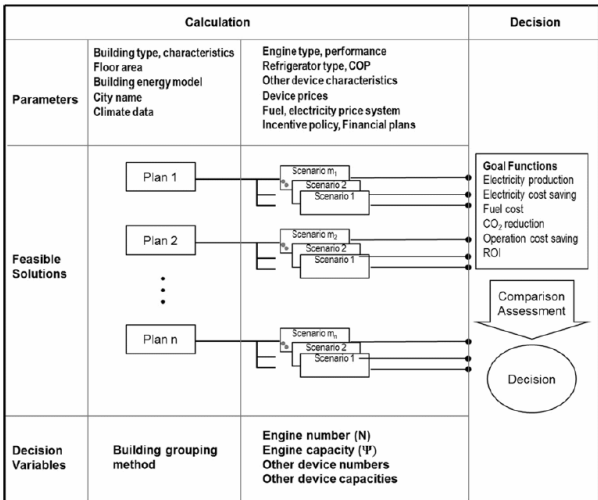 Calculation
Decision
Parameters
Building type, characteristics
Floor area
Building energy model
City name
Climate data
Engine type, performance
Refrigerator type, COP
Other device characteristics
Device prices
Fuel, electricity price system
Incentive policy, Financial plans
Feasible
Solutions
Plan 1
Scenario m₁
Scenario 2
Scenario 1
Plan 2
Scenario m₂
Scenario 2
Scenario 1
Plan n
Scenario mₙ
Scenario 2
Scenario 1
Goal Functions
Electricity production
Electricity cost saving
Fuel cost
CO₂ reduction
Operation cost saving
ROI
Comparison
Assessment
Decision
Decision
Variables
Building grouping
method
Engine number (N)
Engine capacity (Ψ)
Other device numbers
Other device capacities